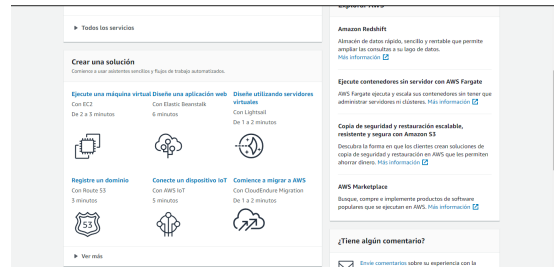 Explorar AWS
Todos los servicios
Crear una solución
Comience a usar asistentes sencillos y flujos de trabajo automatizados.
Ejecute una máquina virtual
Con EC2
De 2 a 3 minutos
Diseñe una aplicación web
Con Elastic Beanstalk
6 minutos
Diseñe utilizando servidores
virtuales
Con Lightsail
De 1 a 2 minutos
Registre un dominio
Con Route 53
3 minutos
53
Conecte un dispositivo IoT
Con AWS IoT
5 minutos
Comience a migrar a AWS
Con CloudEndure Migration
De 1 a 2 minutos
Ver más
Amazon Redshift
Almacén de datos rápido, sencillo y rentable que permite
ampliar las consultas a su lago de datos.
Más información
Ejecute contenedores sin servidor con AWS Fargate
AWS Fargate ejecuta y escala sus contenedores sin tener que
administrar servidores ni clústeres. Más información
Copia de seguridad y restauración escalable,
resistente y segura con Amazon S3
Descubra la forma en que los clientes crean soluciones de
copia de seguridad y restauración en AWS que les permiten
ahorrar dinero. Más información
AWS Marketplace
Busque, compre e implemente productos de software
populares que se ejecutan en AWS. Más información
¿Tiene algún comentario?
Envíe comentarios sobre su experiencia con la